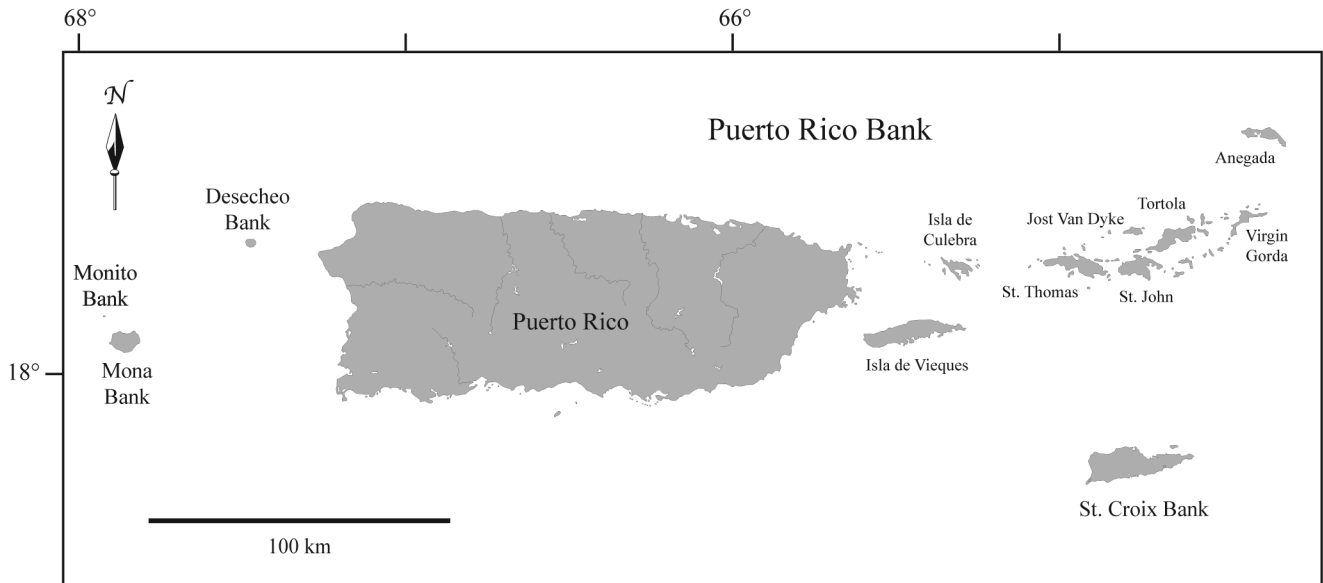 68°
66°
N
Puerto Rico Bank
Anegada
Desecheo
Bank
Tortola
Jost Van Dyke
Isla de
Culebra
Virgin
Gorda
Monito
Bank
St. Thomas
St. John
Puerto Rico
Isla de Vieques
18°
Mona
Bank
St. Croix Bank
100 km